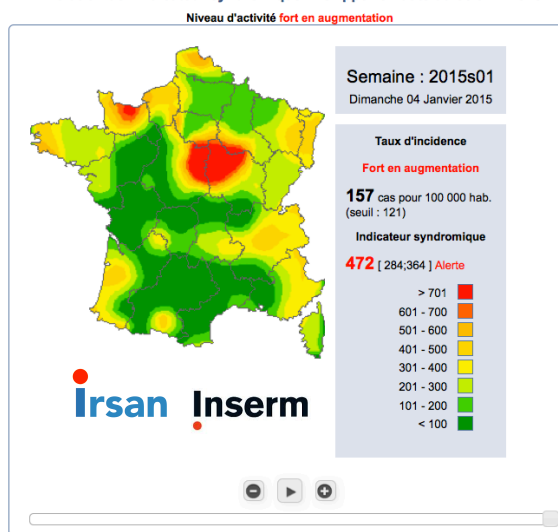 Niveau d'activité fort en augmentation
Semaine : 2015s01
Dimanche 04 Janvier 2015
Taux d'incidence
Fort en augmentation
157 cas pour 100 000 hab.
(seuil : 121)
Indicateur syndromique
472 [ 284;364 ] Alerte
> 701
601 - 700
501 - 600
401 - 500
301 - 400
201 - 300
101 - 200
< 100
irsan Inserm